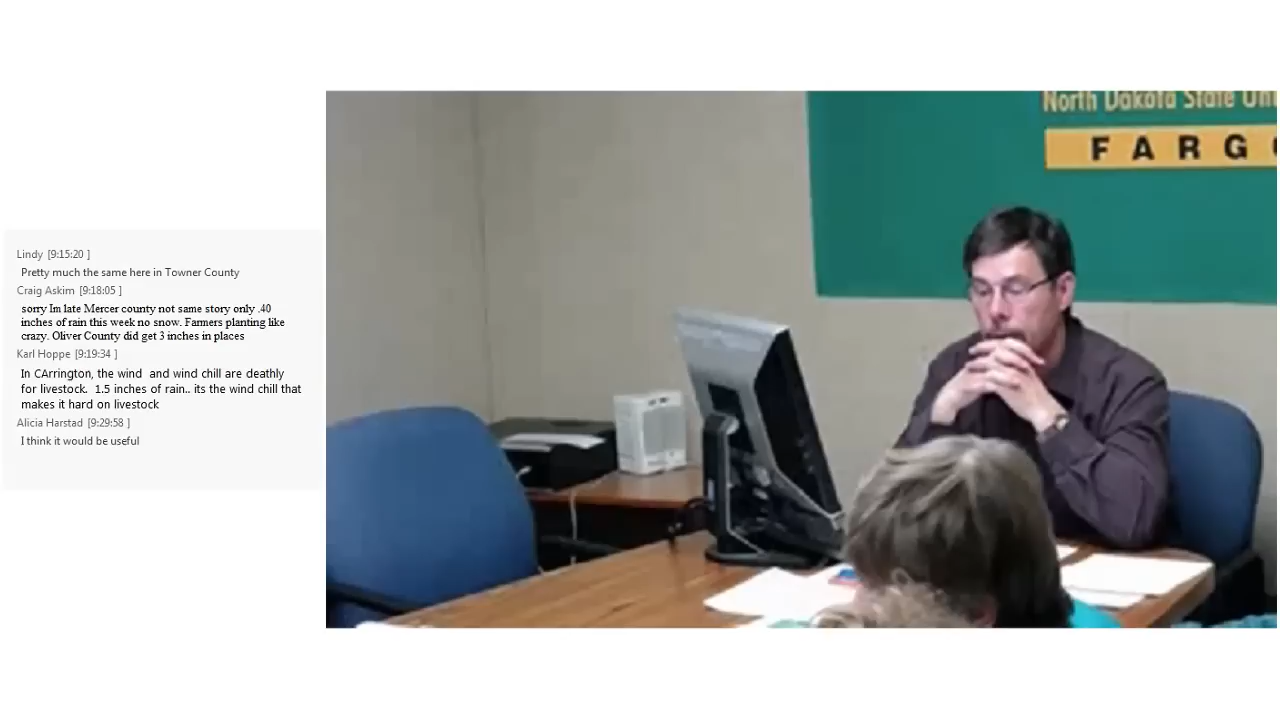 Lindy [9:15:20 ]
Pretty much the same here in Towner County
Craig Askim [9:18:05 ]
sorry Im late Mercer county not same story only .40
inches of rain this week no snow. Farmers planting like
crazy. Oliver County did get 3 inches in places
Karl Hoppe [9:19:34 ]
In CArrington, the wind  and wind chill are deathly
for livestock.  1.5 inches of rain.. its the wind chill that
makes it hard on livestock
Alicia Harstad [9:29:58 ]
I think it would be useful
North Dakota State Uni
FARG